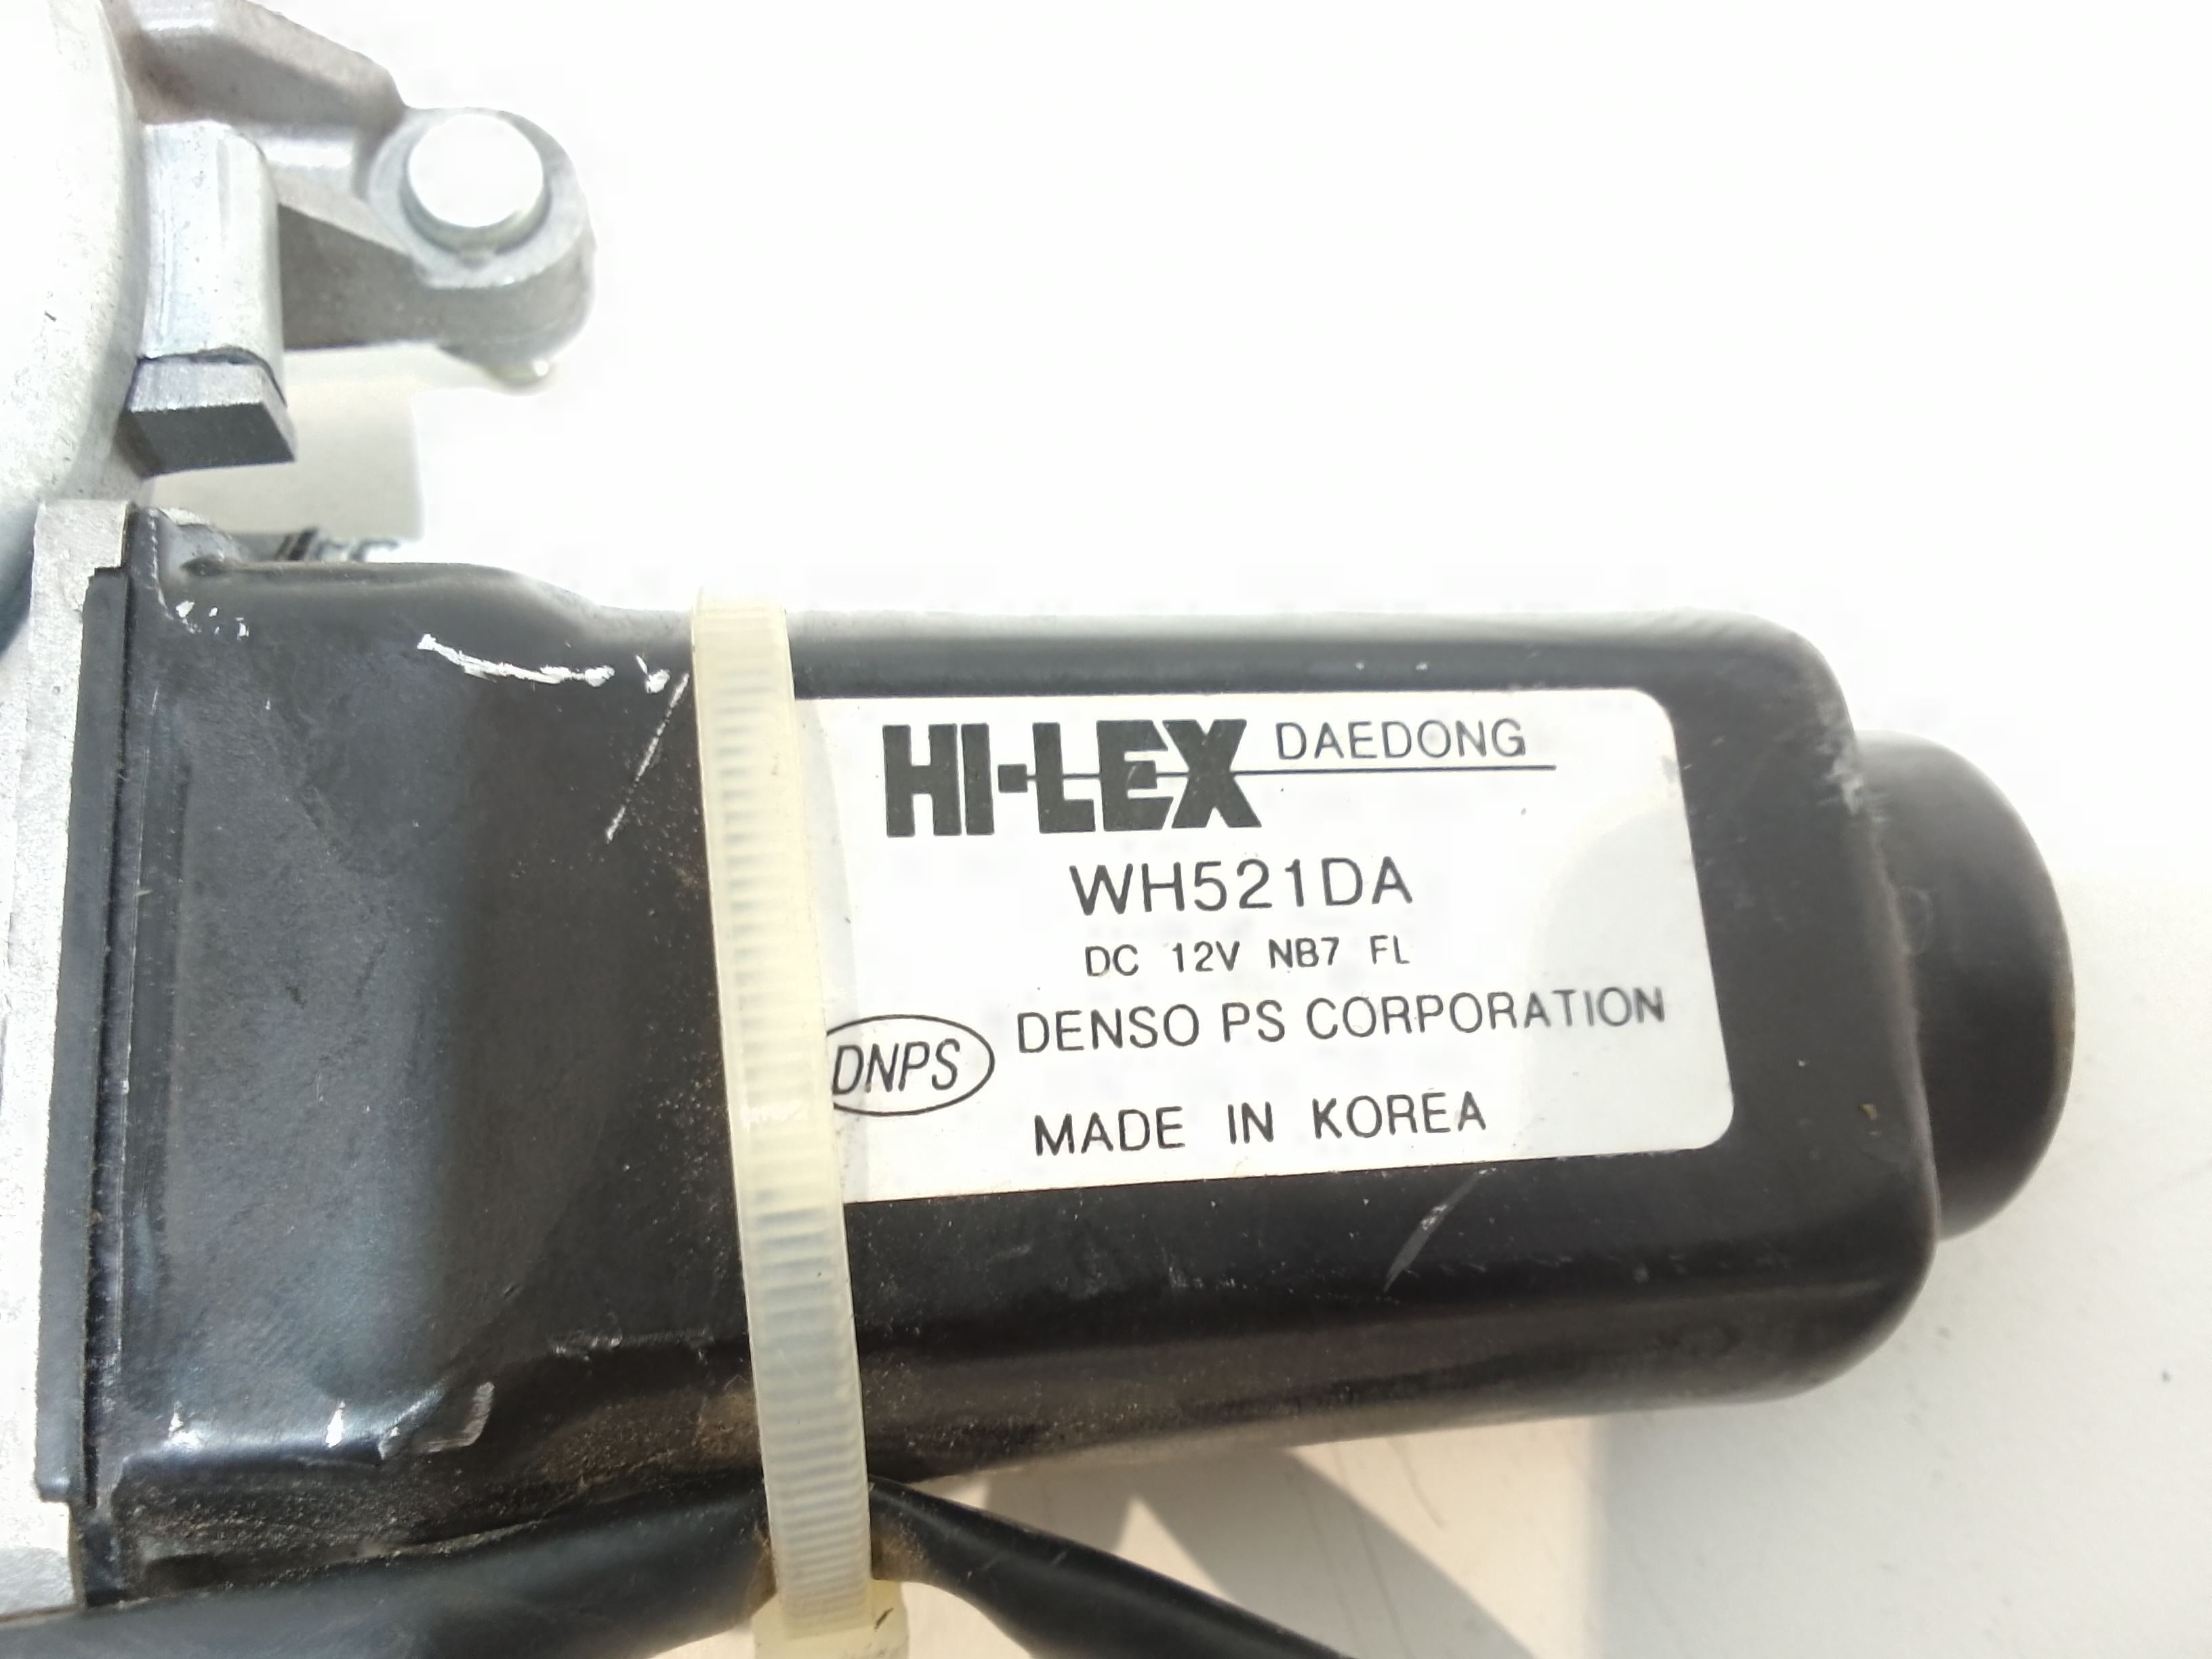 HI-LEX DAEDONG
WH521DA
DC 12V NB7 FL
DNPS DENSO PS CORPORATION
MADE IN KOREA